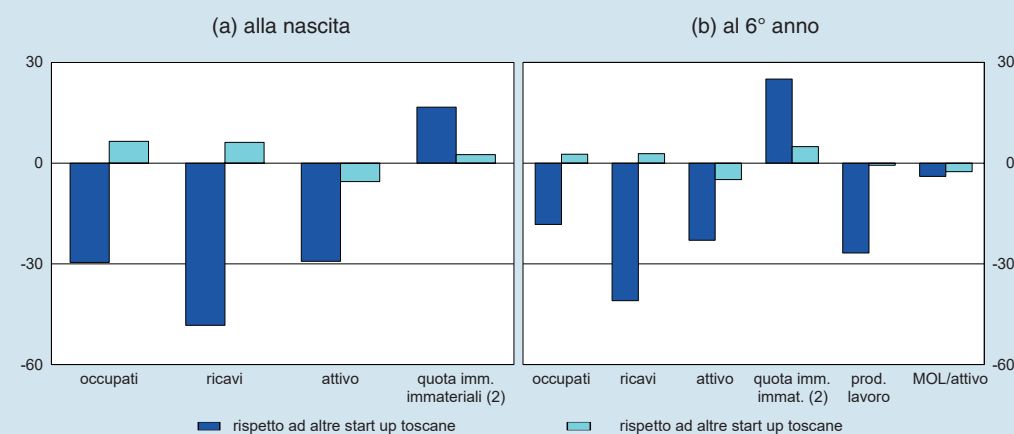 (a) alla nascita
(b) al 6° anno
30
30
0
0
-30
-30
-60
-60
occupati
ricavi
attivo
quota imm.
immateriali (2)
occupati
ricavi
attivo
quota imm.
immat. (2)
prod.
lavoro
MOL/attivo
rispetto ad altre start up toscane
rispetto ad altre start up toscane